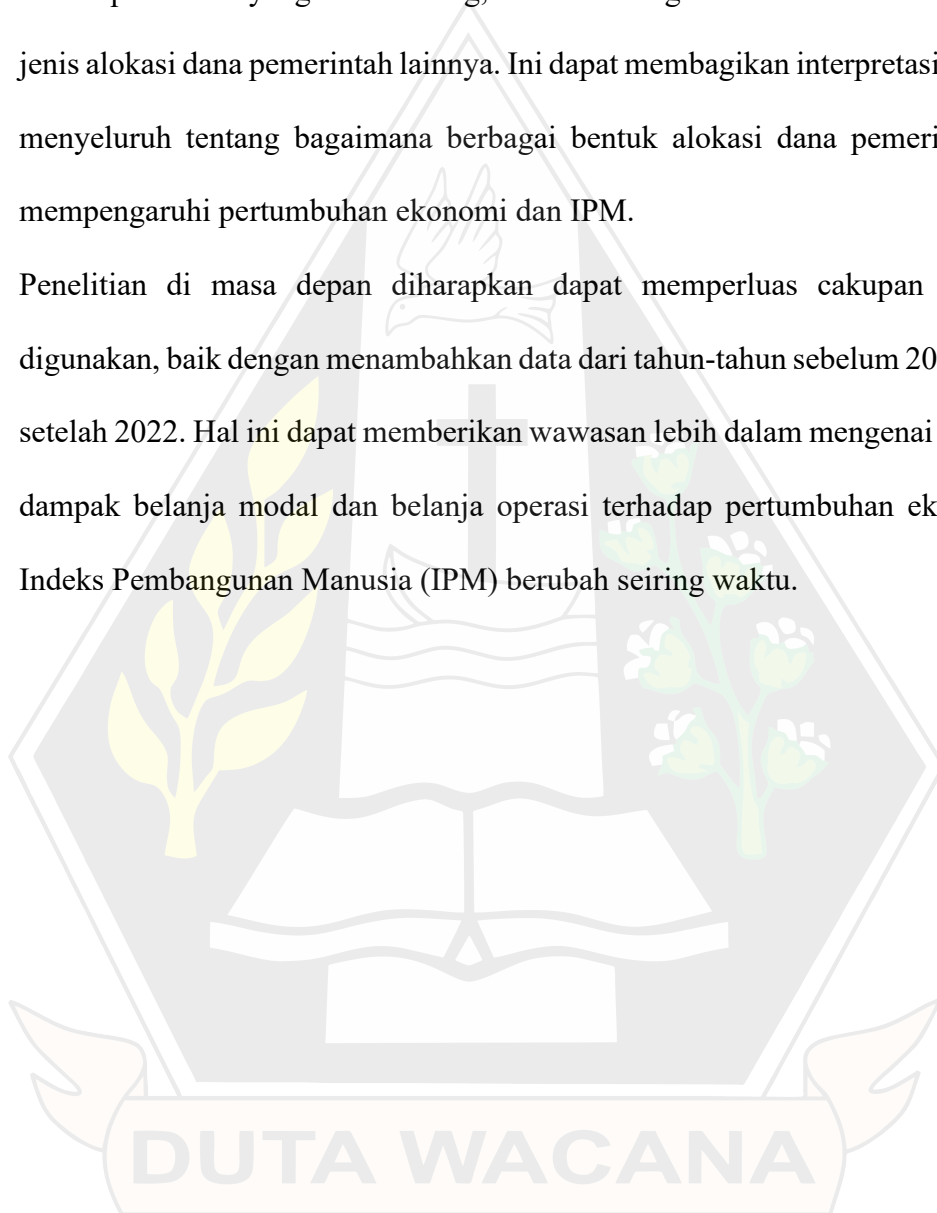 jenis alokasi dana pemerintah lainnya. Ini dapat membagikan interpretasi
menyeluruh tentang bagaimana berbagai bentuk alokasi dana pemeri
mempengaruhi pertumbuhan ekonomi dan IPM.
Penelitian di masa depan diharapkan dapat memperluas cakupan
digunakan, baik dengan menambahkan data dari tahun-tahun sebelum 20
setelah 2022. Hal ini dapat memberikan wawasan lebih dalam mengenai
dampak belanja modal dan belanja operasi terhadap pertumbuhan ek
Indeks Pembangunan Manusia (IPM) berubah seiring waktu.
DUTA WACANA